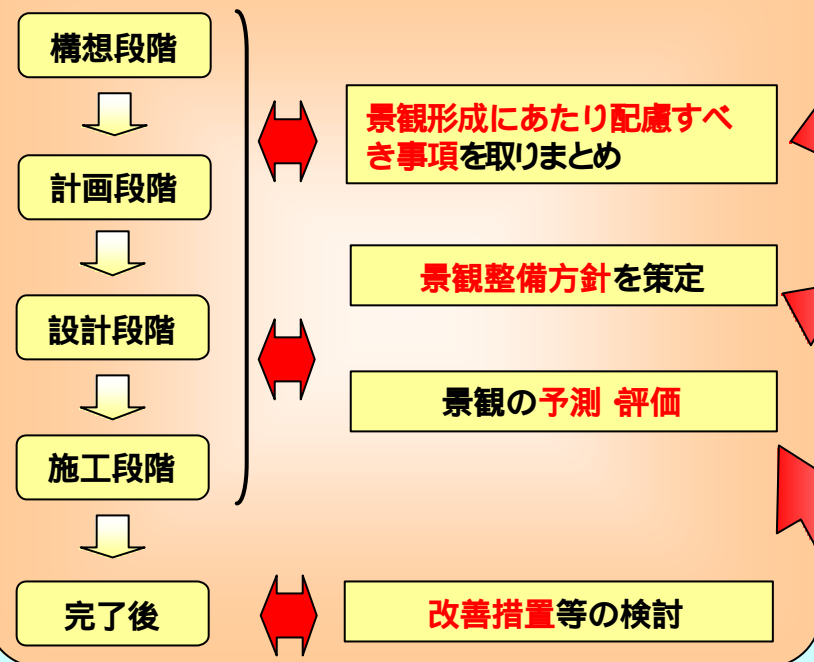 構想段階
計画段階
設計段階
施工段階
完了後
景観形成にあたり配慮すべ
き事項を取りまとめ
景観整備方針を策定
景観の予測・評価
改善措置等の検討